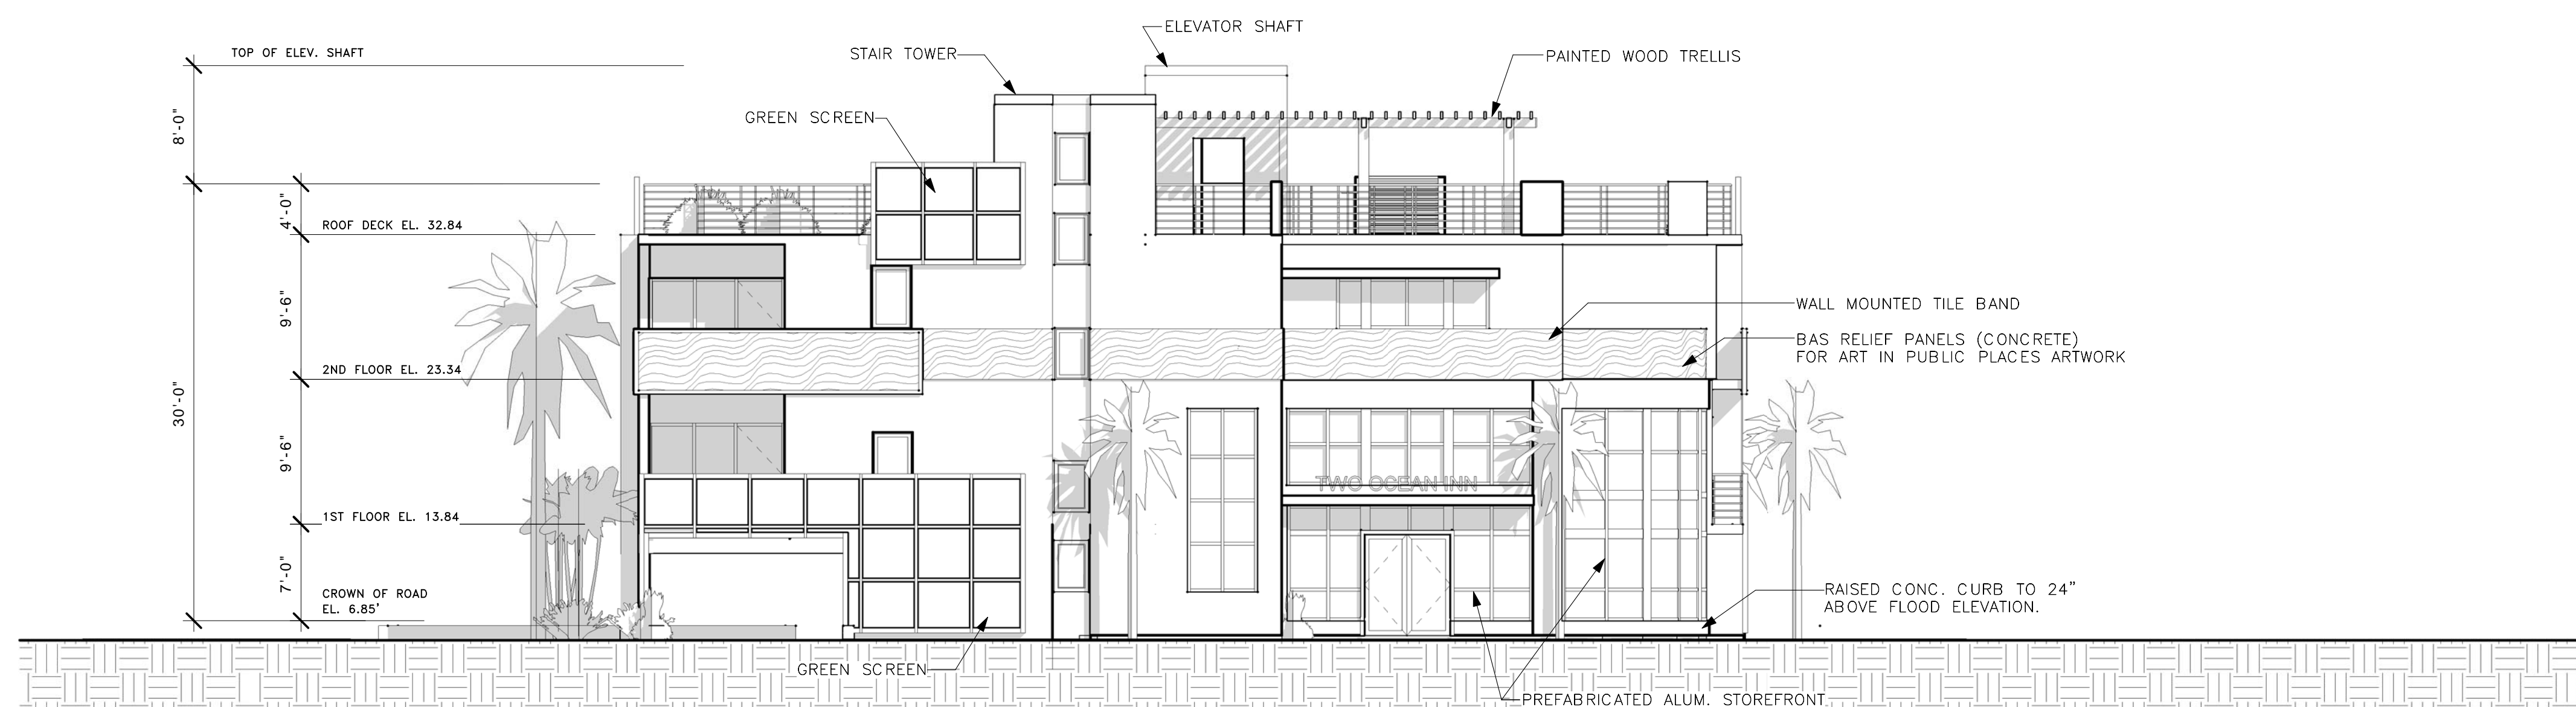 ELEVATOR SHAFT
TOP OF ELEV. SHAFT
STAIR TOWER
PAINTED WOOD TRELLIS
GREEN SCREEN
8'-0"
4'-0"
ROOF DECK EL. 32.84
9'-6"
WALL MOUNTED TILE BAND
BAS RELIEF PANELS (CONCRETE)
FOR ART IN PUBLIC PLACES ARTWORK
2ND FLOOR EL. 23.34
30'-0"
9'-6"
TWO OCEAN INN
1ST FLOOR EL. 13.84
7'-0"
CROWN OF ROAD
EL. 6.85'
RAISED CONC. CURB TO 24"
ABOVE FLOOD ELEVATION.
GREEN SCREEN
PREFABRICATED ALUM. STOREFRONT